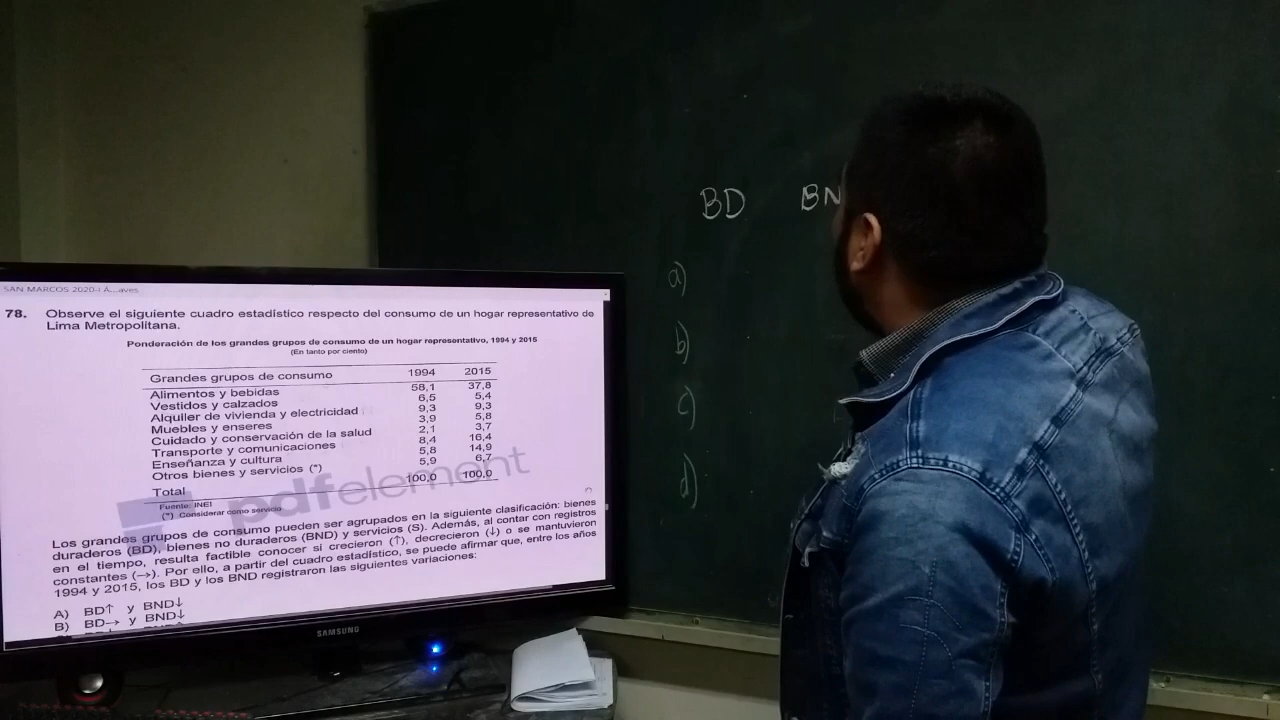 SAN MARCOS 2020-I A...aves
78. Observe el siguiente cuadro estadístico respecto del consumo de un hogar representativo de
Lima Metropolitana.
Ponderación de los grandes grupos de consumo de un hogar representativo, 1994 y 2015
(En tanto por ciento)
Grandes grupos de consumo 1994 2015
Alimentos y bebidas 58,1 37,8
Vestidos y calzados 6,5 5,4
Alquiler de vivienda y electricidad 9,3 9,3
Muebles y enseres 3,9 5,8
Cuidado y conservación de la salud 2,1 3,7
Transporte y comunicaciones 8,4 16,4
Enseñanza y cultura 5,8 14,9
Otros bienes y servicios (*) 5,9 6,7
Total 100,0 100,0
Fuente: INEI
(*) Considerar como servicio
pdfelement
Los grandes grupos de consumo pueden ser agrupados en la siguiente clasificación: bienes
duraderos (BD), bienes no duraderos (BND) y servicios (S). Además, al contar con registros
en el tiempo, resulta factible conocer si crecieron (↑), decrecieron (↓) o se mantuvieron
constantes (→). Por ello, a partir del cuadro estadístico, se puede afirmar que, entre los años
1994 y 2015, los BD y los BND registraron las siguientes variaciones:
A) BD↑ y BND↓
B) BD→ y BND↓
SAMSUNG
BD BN
a)
b)
c)
d)